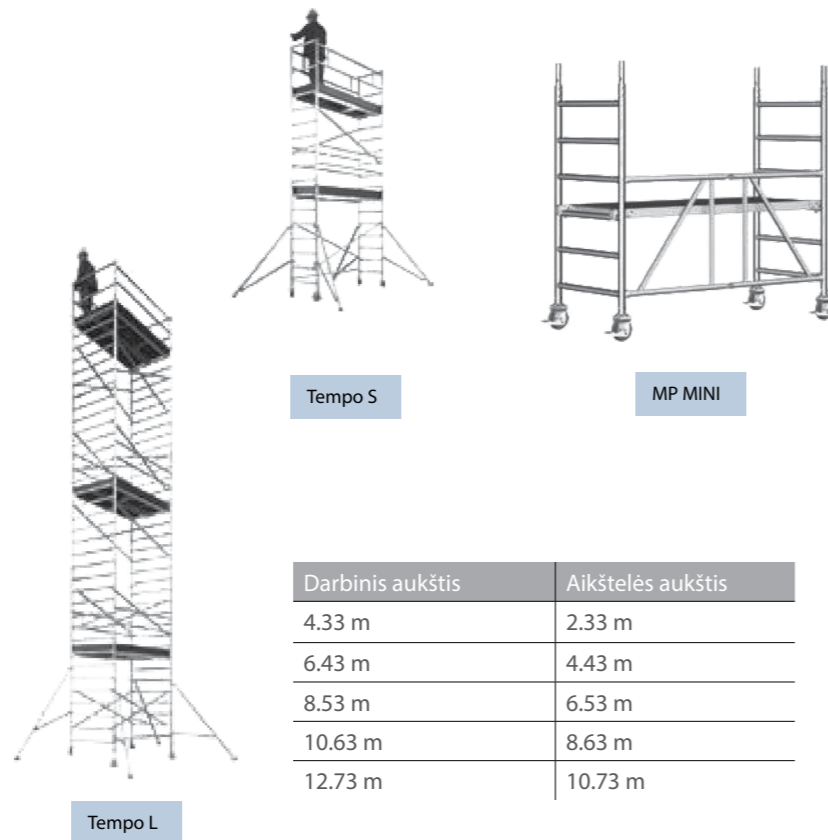 Tempo S
MP MINI
Darbinis aukštis Aikštelės aukštis
4.33 m 2.33 m
6.43 m 4.43 m
8.53 m 6.53 m
10.63 m 8.63 m
12.73 m 10.73 m
Tempo L